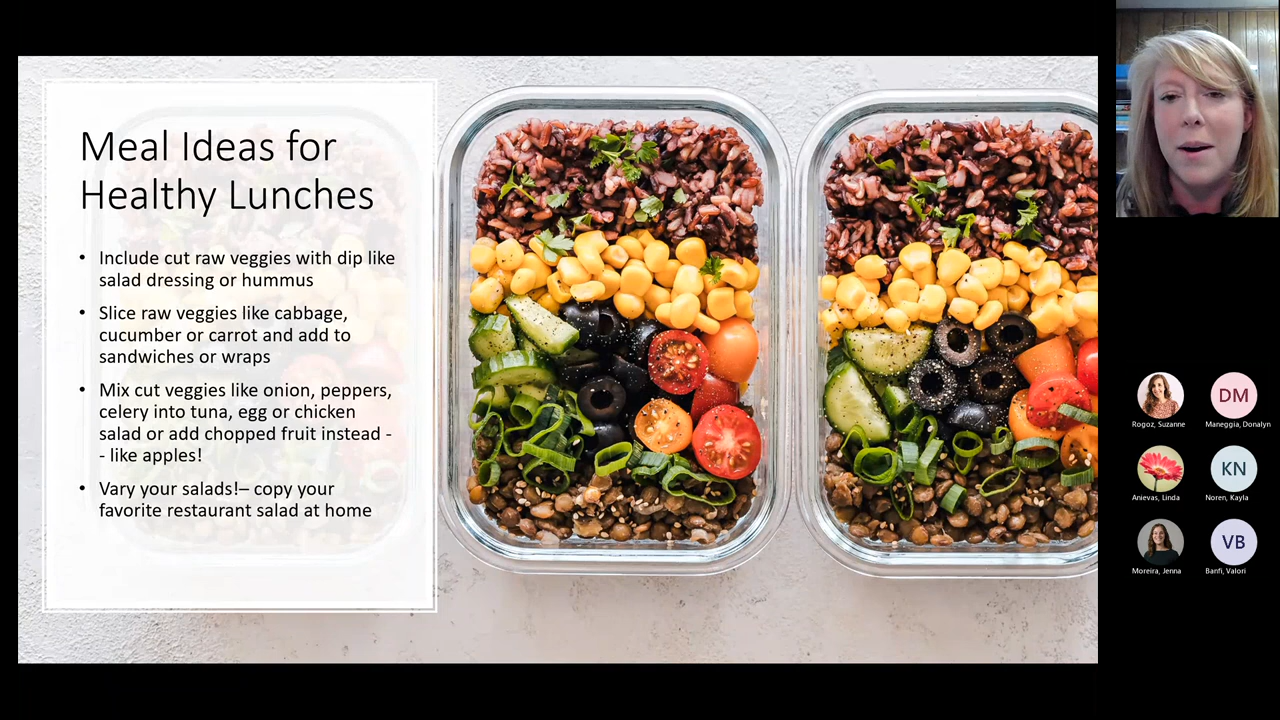 Meal Ideas for
Healthy Lunches
• Include cut raw veggies with dip like
salad dressing or hummus
• Slice raw veggies like cabbage,
cucumber or carrot and add to
sandwiches or wraps
• Mix cut veggies like onion, peppers,
celery into tuna, egg or chicken
salad or add chopped fruit instead -
- like apples!
• Vary your salads!– copy your
favorite restaurant salad at home
DM
Rogoz, Suzanne
Maneggia, Donalyn
KN
Anievas, Linda
Noren, Kayla
VB
Moreira, Jenna
Banfi, Valori